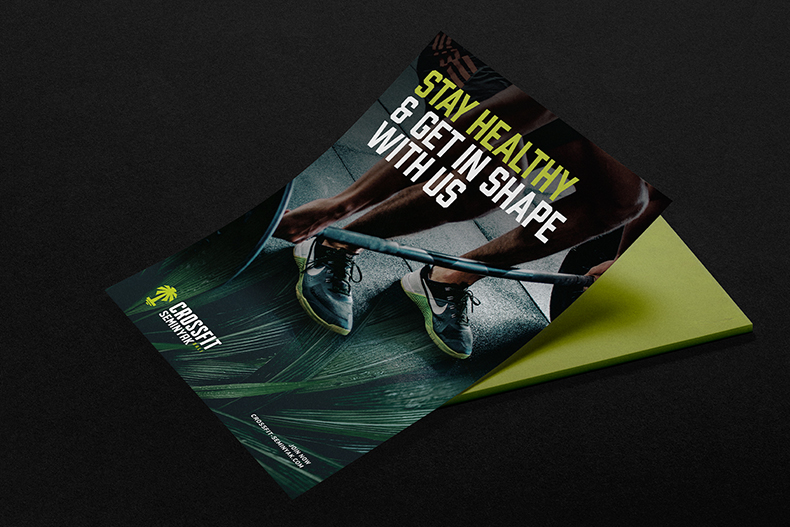 STAY HEALTHY
& GET IN SHAPE
WITH US
CROSSFIT
SEMINYAK
JOIN NOW
CROSSFIT-SEMINYAK.COM